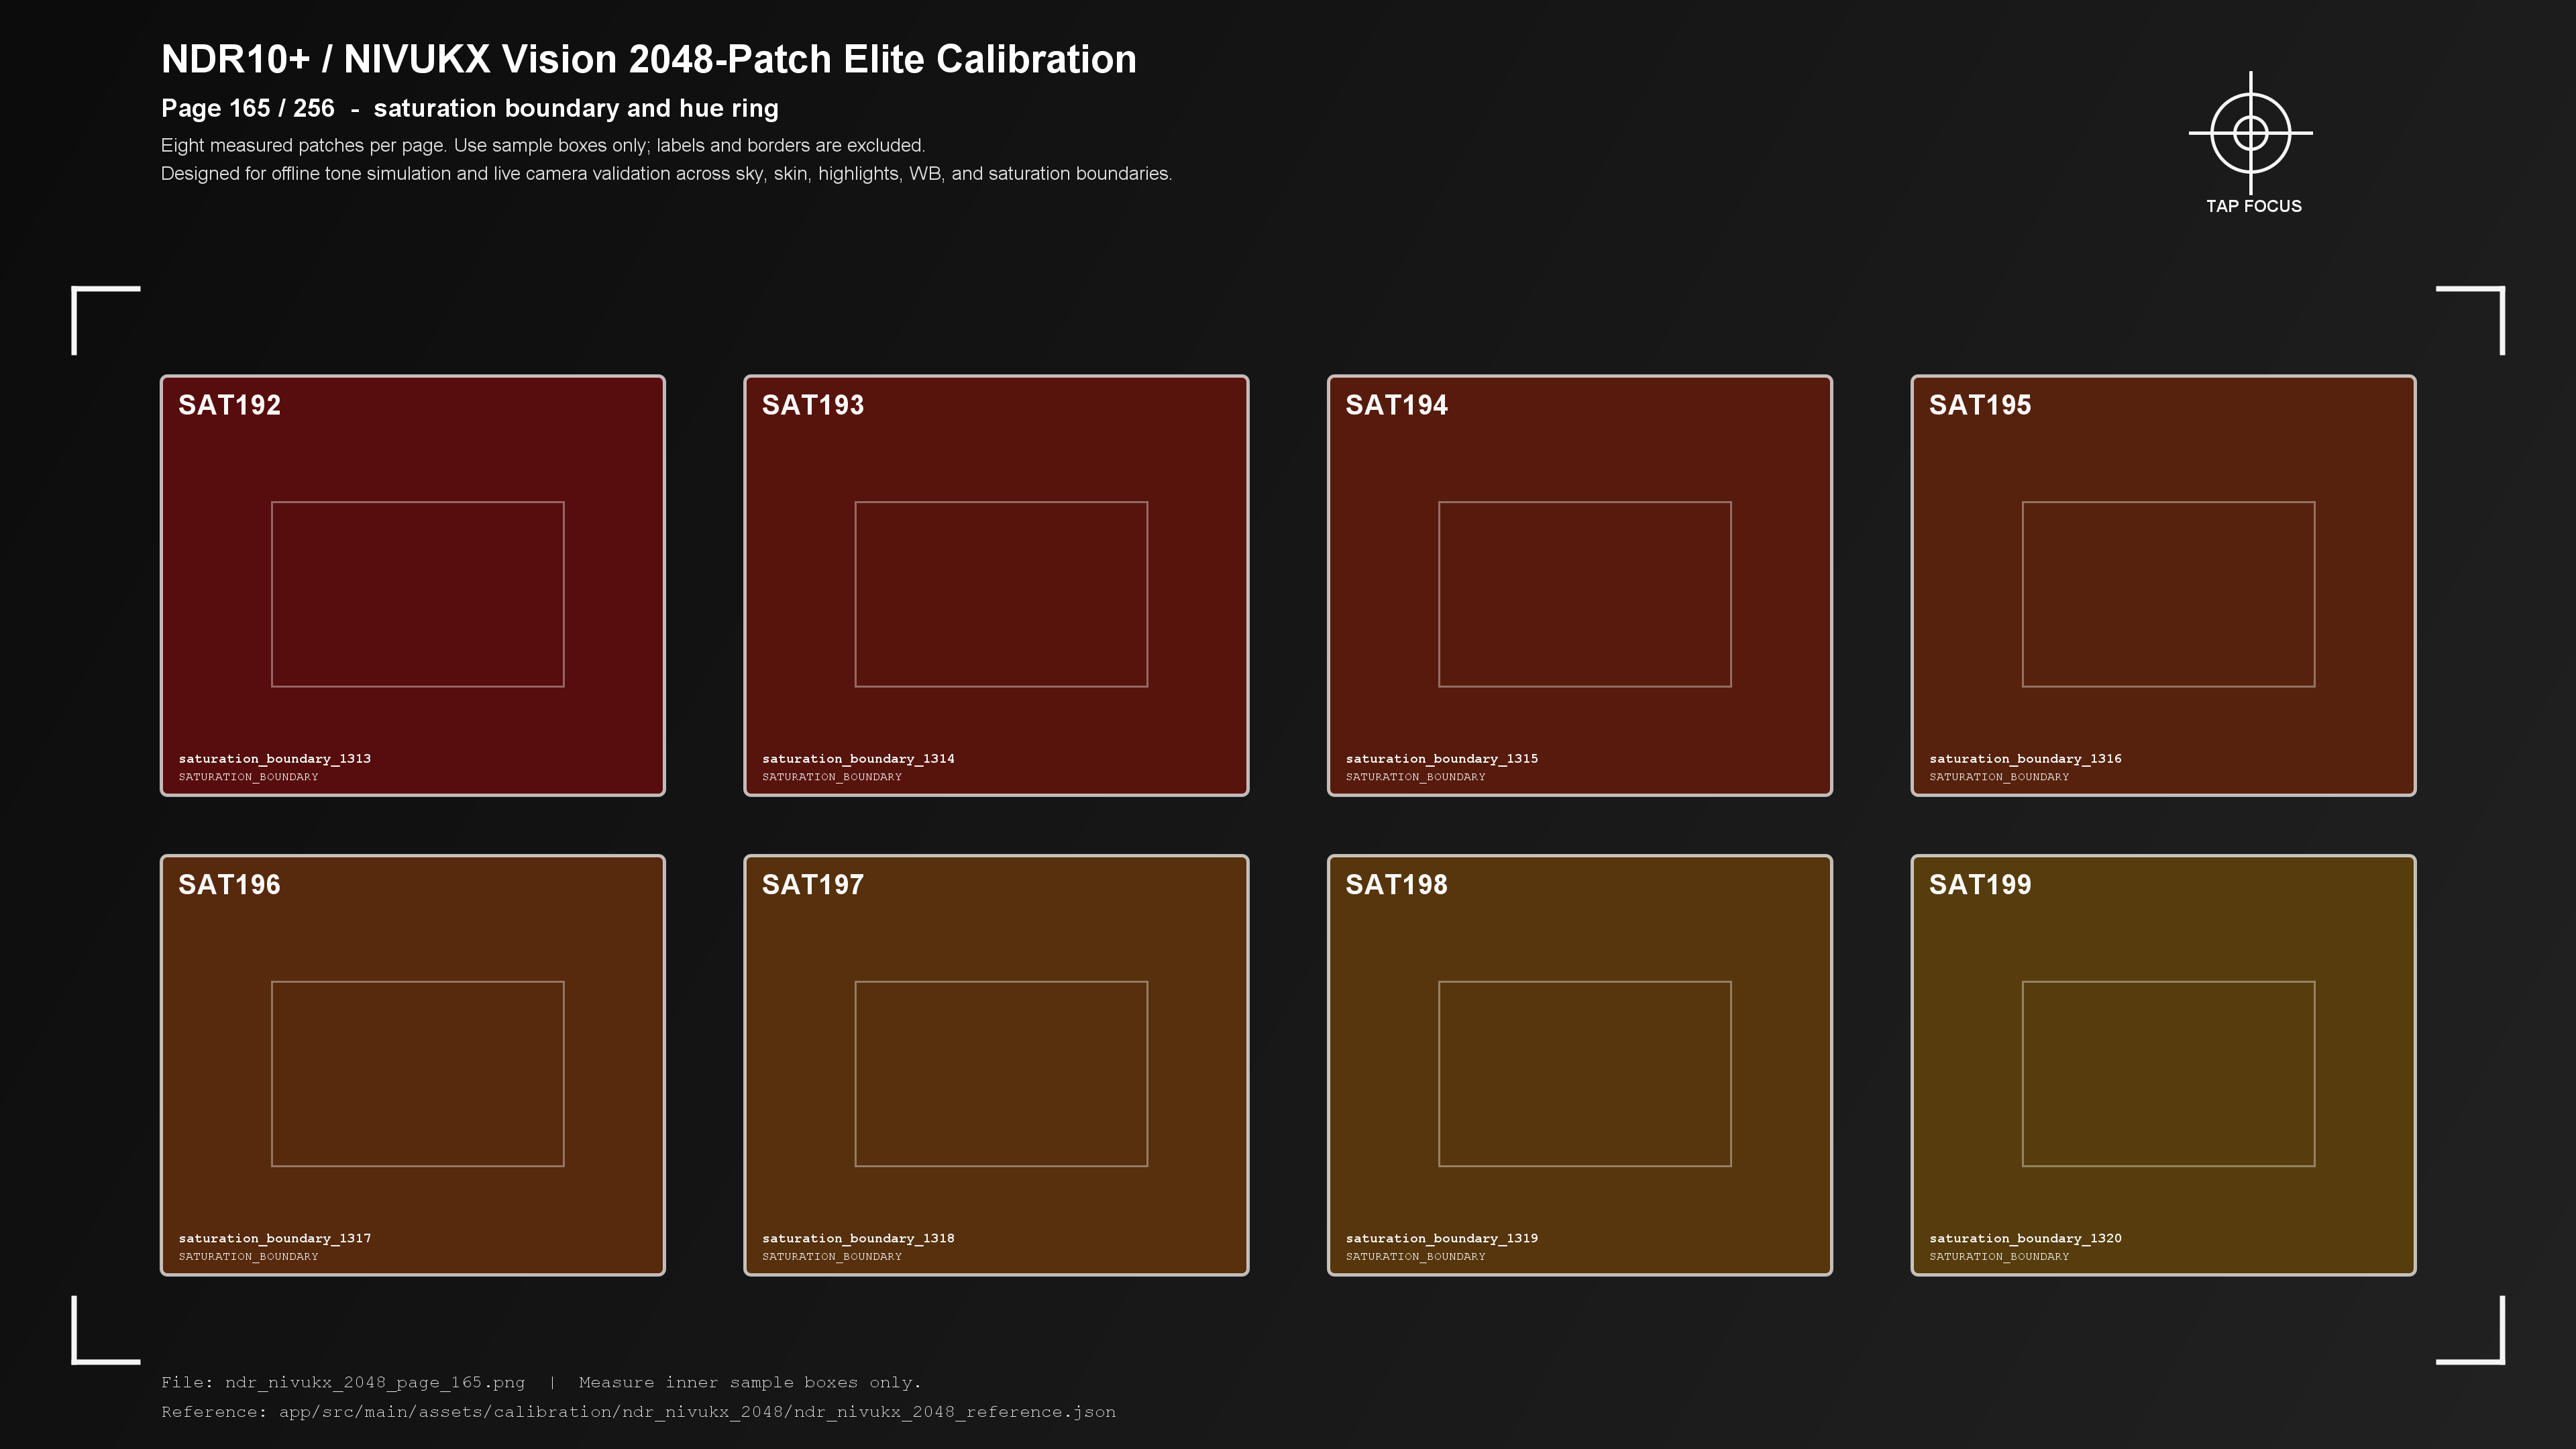 NDR10+ / NIVUKX Vision 2048-Patch Elite Calibration
Page 165 / 256 - saturation boundary and hue ring
Eight measured patches per page. Use sample boxes only; labels and borders are excluded.
Designed for offline tone simulation and live camera validation across sky, skin, highlights, WB, and saturation boundaries.
TAP FOCUS
SAT192
saturation_boundary_1313
SATURATION_BOUNDARY
SAT193
saturation_boundary_1314
SATURATION_BOUNDARY
SAT194
saturation_boundary_1315
SATURATION_BOUNDARY
SAT195
saturation_boundary_1316
SATURATION_BOUNDARY
SAT196
saturation_boundary_1317
SATURATION_BOUNDARY
SAT197
saturation_boundary_1318
SATURATION_BOUNDARY
SAT198
saturation_boundary_1319
SATURATION_BOUNDARY
SAT199
saturation_boundary_1320
SATURATION_BOUNDARY
File: ndr_nivukx_2048_page_165.png | Measure inner sample boxes only.
Reference: app/src/main/assets/calibration/ndr_nivukx_2048/ndr_nivukx_2048_reference.json